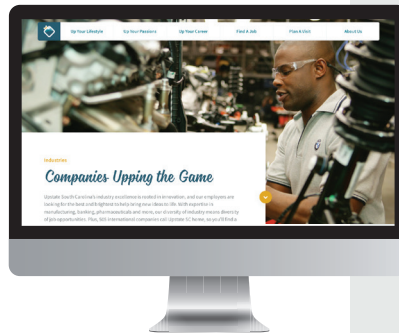 Up Your Lifestyle Up Your Passions Up Your Career Find A Job Plan A Visit About Us
Industries
Companies Upping the Game
Upstate South Carolina's industry excellence is rooted in innovation, and our employers are
looking for the best and brightest to help bring new ideas to life. With expertise in
manufacturing, banking, pharmaceuticals and more, our diversity of industry means diversity
of job opportunities. Plus, 500 international companies call Upstate SC home, so you'll find a